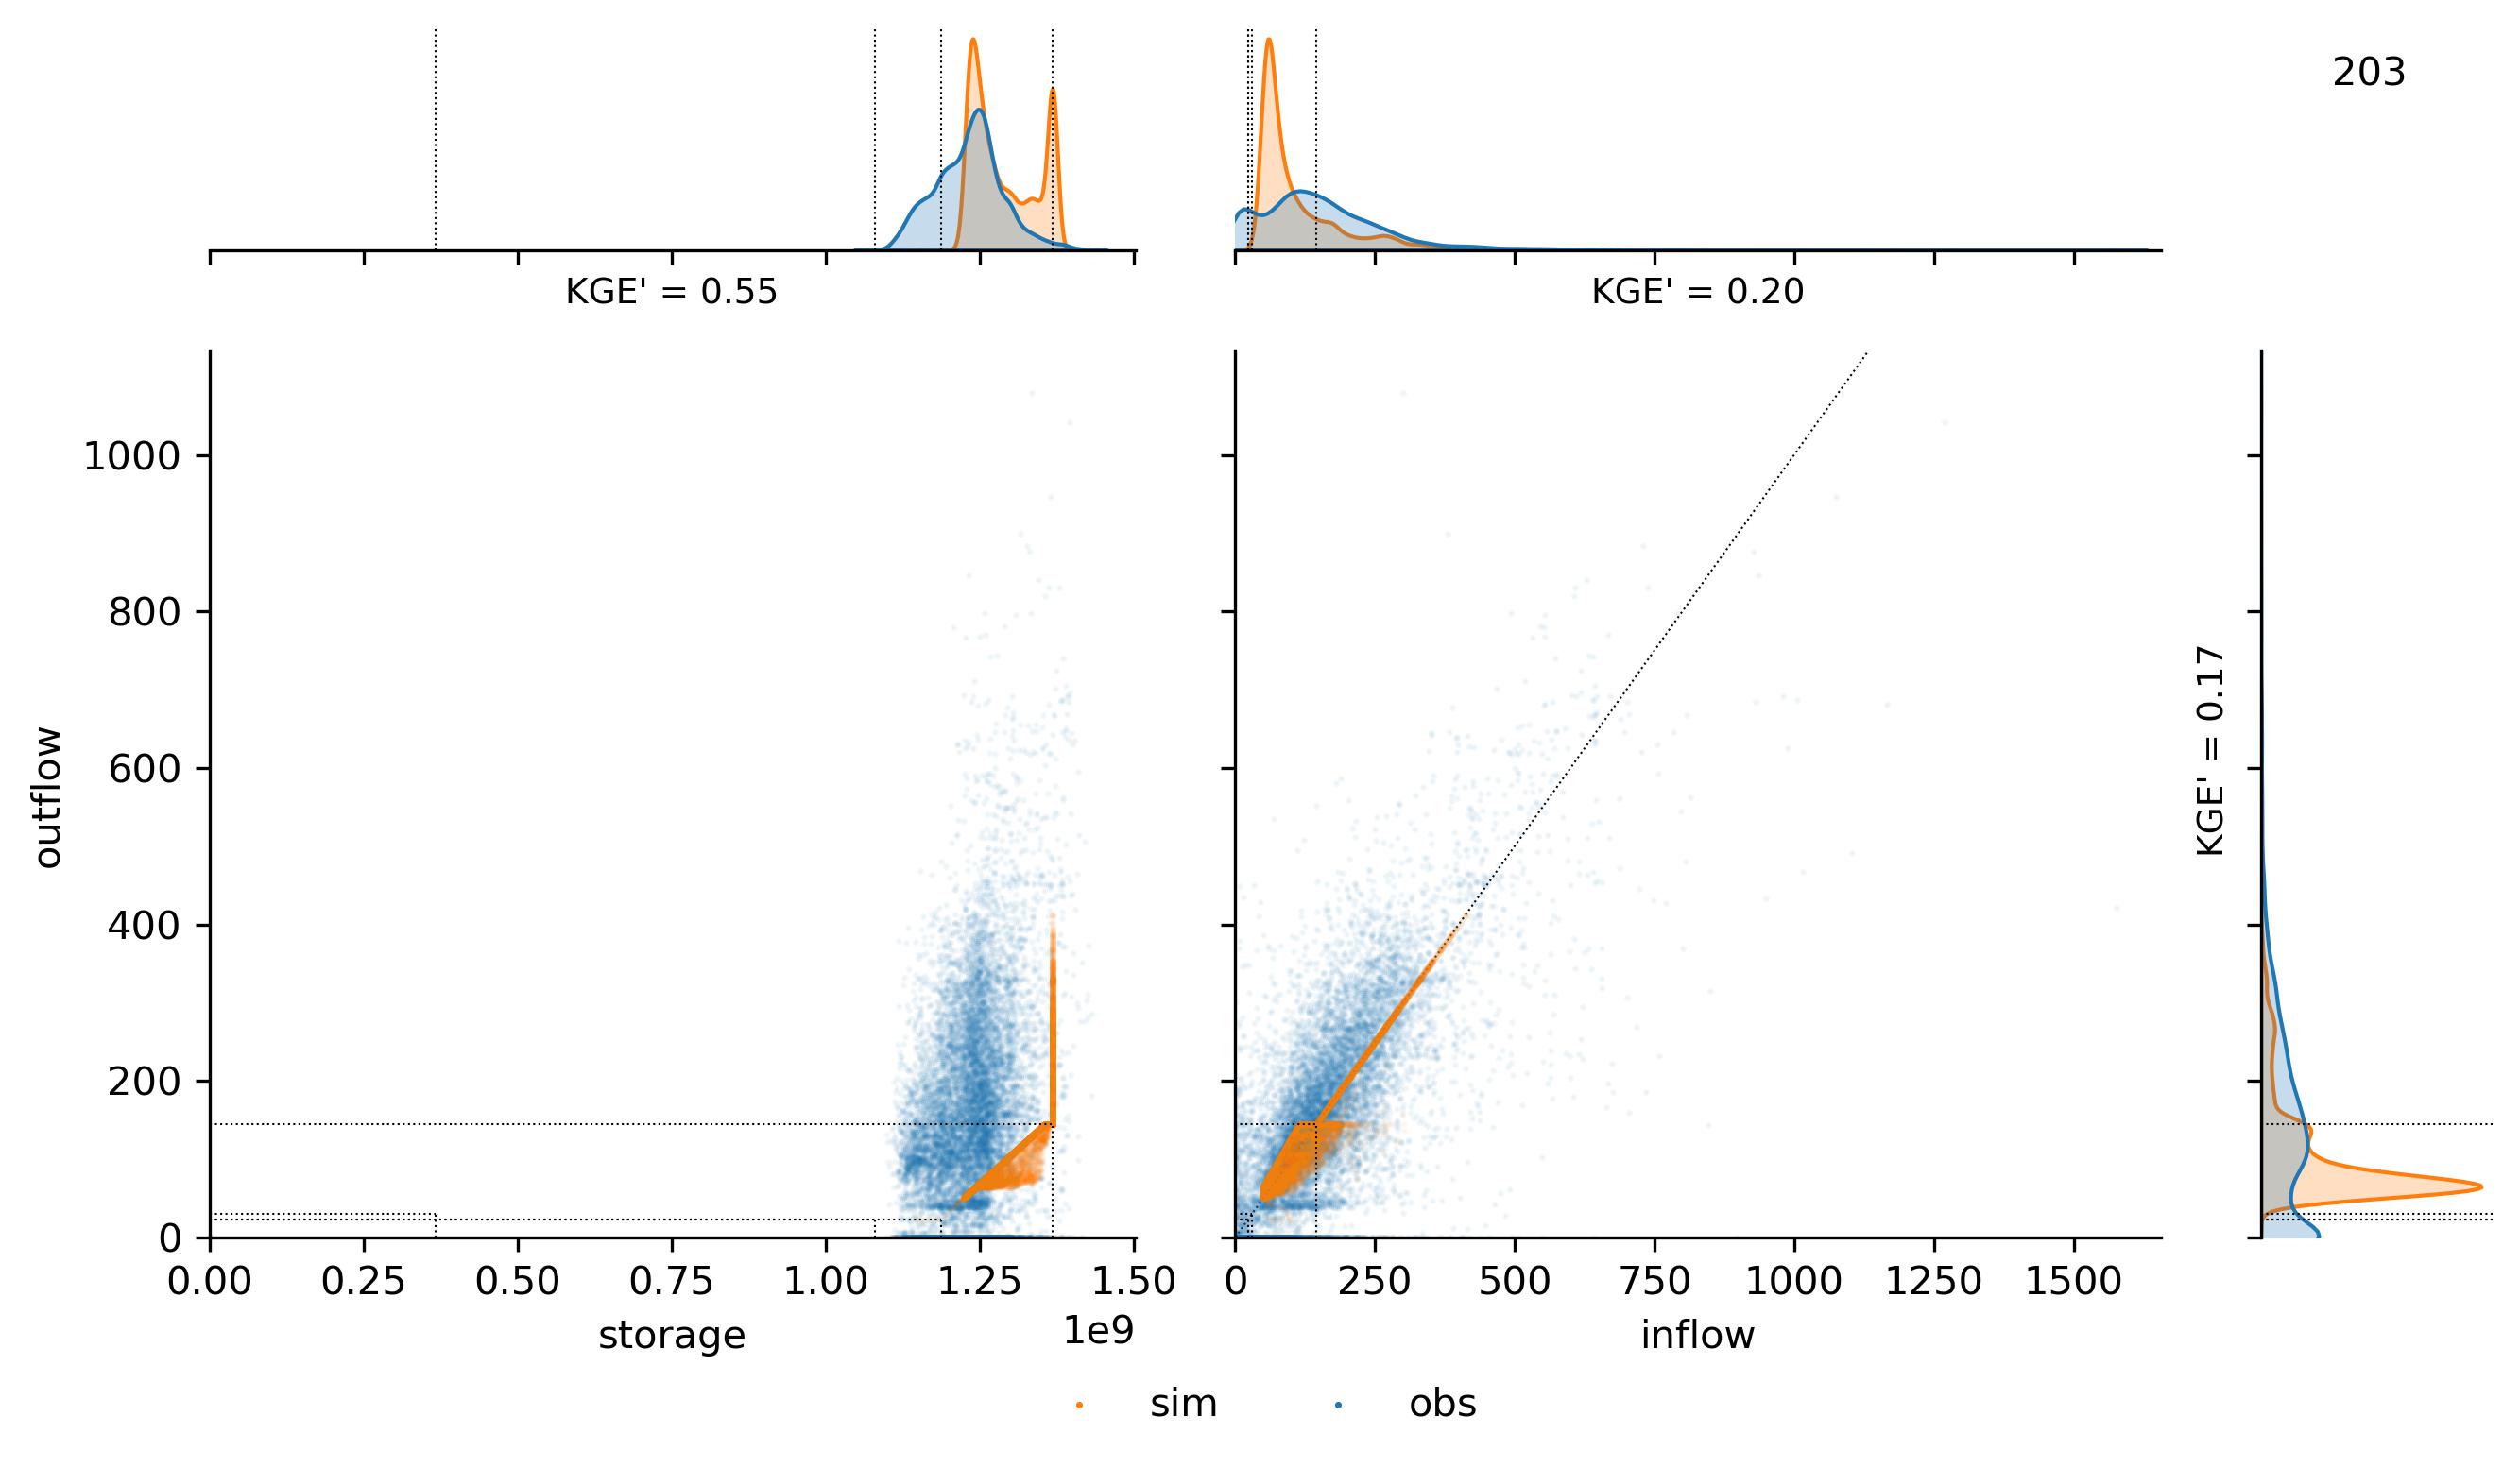 203
KGE' = 0.55
KGE' = 0.20
outflow
1000
800
600
400
200
0
KGE' = 0.17
0.00 0.25 0.50 0.75 1.00 1.25 1.50
0 250 500 750 1000 1250 1500
storage
1e9
inflow
sim
obs